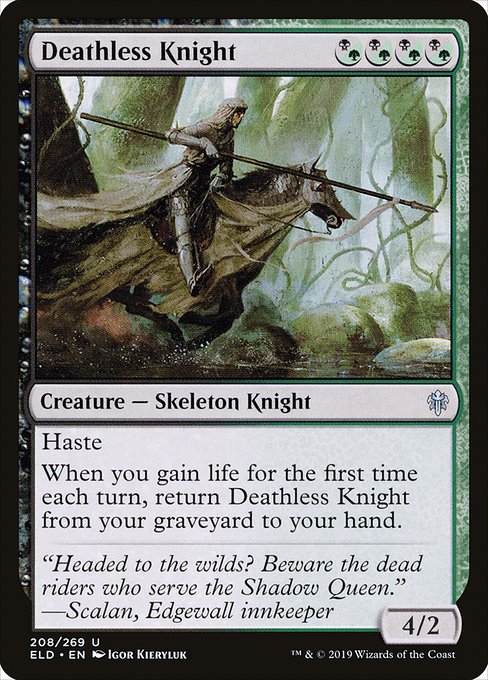 Deathless Knight
Creature — Skeleton Knight
Haste
When you gain life for the first time
each turn, return Deathless Knight
from your graveyard to your hand.
“Headed to the wilds? Beware the dead
riders who serve the Shadow Queen.”
—Scalan, Edgewall innkeeper
4/2
208/269 U
ELD • EN Igor Kieryluk
™ & © 2019 Wizards of the Coast